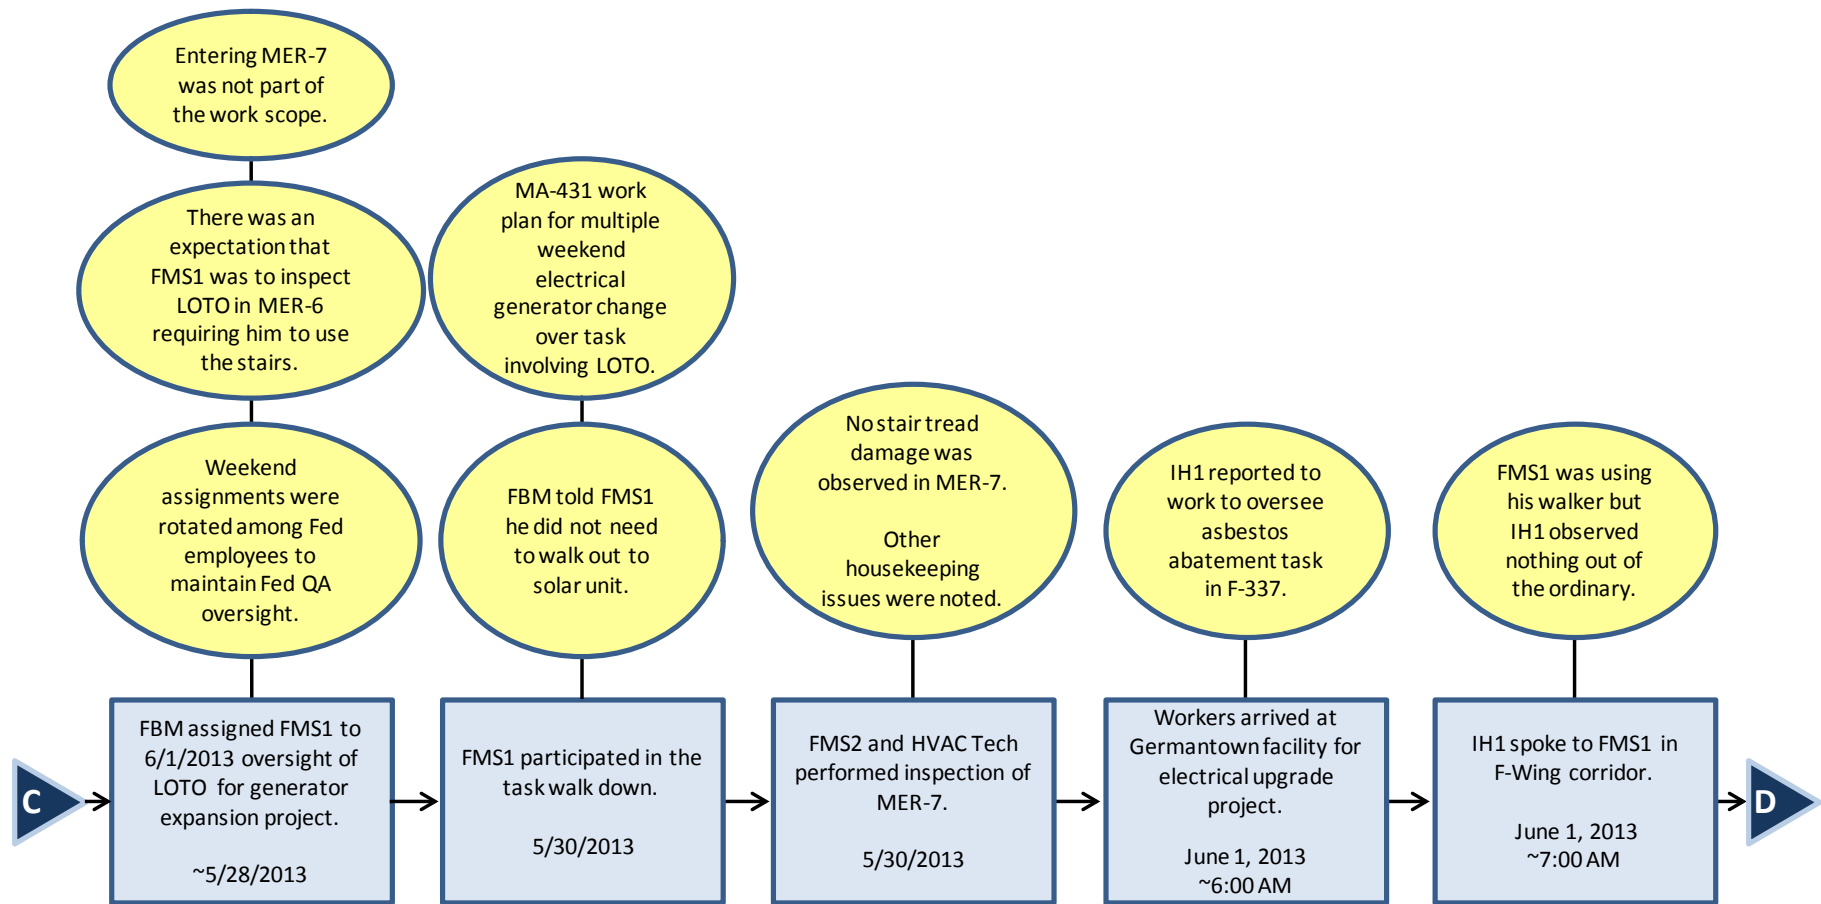 Entering MER-7
was not part of
the work scope.
There was an
expectation that
FMS1 was to inspect
LOTO in MER-6
requiring him to use
the stairs.
Weekend
assignments were
rotated among Fed
employees to
maintain Fed QA
oversight.
MA-431 work
plan for multiple
weekend
electrical
generator change
over task
involving LOTO.
FBM told FMS1
he did not need
to walk out to
solar unit.
No stair tread
damage was
observed in MER-7.
Other
housekeeping
issues were noted.
IH1 reported to
work to oversee
asbestos
abatement task
in F-337.
FMS1 was using
his walker but
IH1 observed
nothing out of
the ordinary.
C
FBM assigned FMS1 to
6/1/2013 oversight of
LOTO for generator
expansion project.
~5/28/2013
FMS1 participated in the
task walk down.
5/30/2013
FMS2 and HVAC Tech
performed inspection of
MER-7.
5/30/2013
Workers arrived at
Germantown facility for
electrical upgrade
project.
June 1, 2013
~6:00 AM
IH1 spoke to FMS1 in
F-Wing corridor.
June 1, 2013
~7:00 AM
D